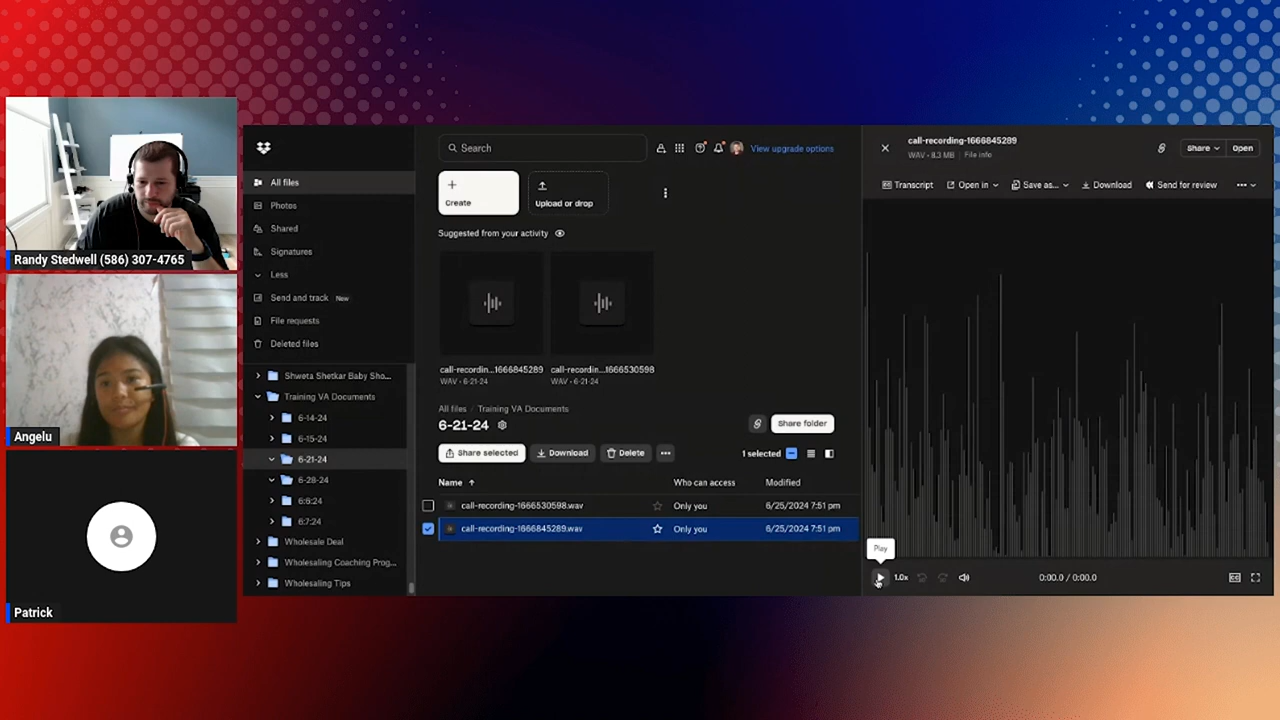 Randy Stedwell (586) 307-4765
Angelu
Patrick
All files
Photos
Shared
Signatures
Less
Send and track New
File requests
Deleted files
Shweta Shetkar Baby Sho...
Training VA Documents
6-14-24
6-15-24
6-21-24
6-28-24
6:6:24
6:7:24
Wholesale Deal
Wholesaling Coaching Prog...
Wholesaling Tips
Search
View upgrade options
Create
Upload or drop
Suggested from your activity
call-recordin...1666845289
WAV • 6-21-24
call-recordin...1666530598
WAV • 6-21-24
All files / Training VA Documents
6-21-24
Share folder
Share selected
Download
Delete
1 selected
Name
Who can access
Modified
call-recording-1666530598.wav
Only you
6/25/2024 7:51 pm
call-recording-1666845289.wav
Only you
6/25/2024 7:51 pm
call-recording-1666845289
WAV • 8.3 MB
File info
Share
Open
Transcript
Open in
Save as...
Download
Send for review
Play
1.0x
0:00.0 / 0:00.0